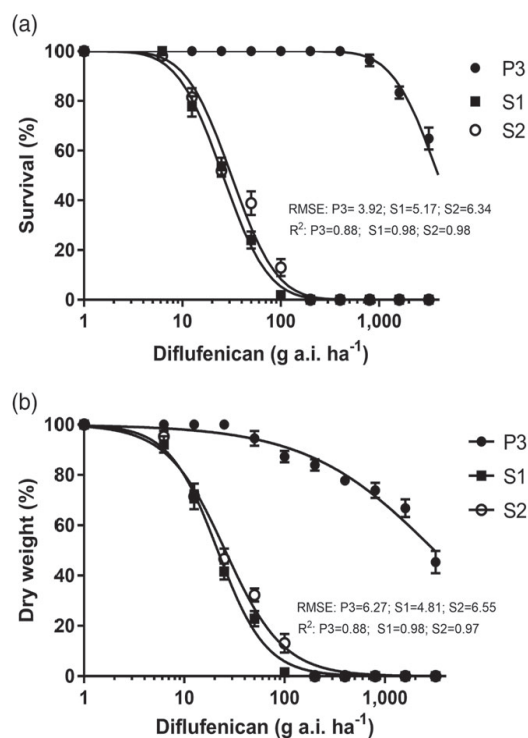 (a)
100
80
60
40
20
0
Survival (%)
P3
S1
S2
RMSE: P3= 3.92; S1=5.17; S2=6.34
R²: P3=0.88; S1=0.98; S2=0.98
1 10 100 1,000
Diflufenican (g a.i. ha⁻¹)
(b)
100
80
60
40
20
0
Dry weight (%)
P3
S1
S2
RMSE: P3=6.27; S1=4.81; S2=6.55
R²: P3=0.88; S1=0.98; S2=0.97
1 10 100 1,000
Diflufenican (g a.i. ha⁻¹)